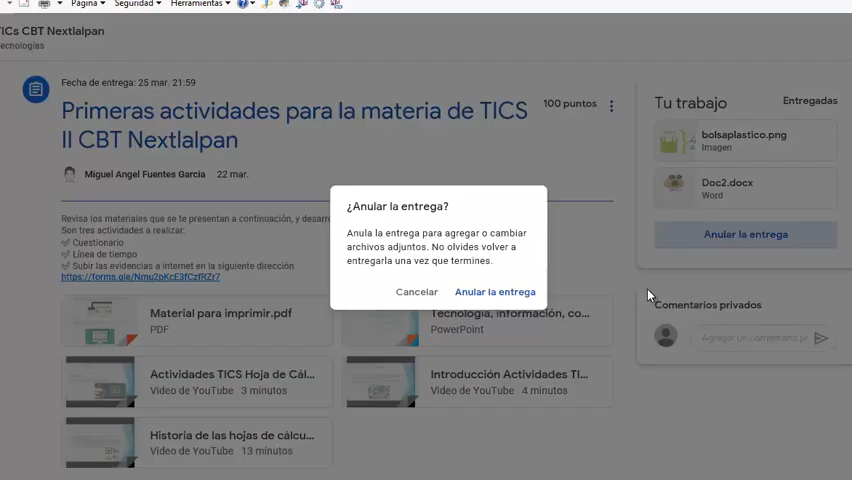 Página Seguridad Herramientas
TICs CBT Nextlalpan
ecnologías
Fecha de entrega: 25 mar. 21:59
Primeras actividades para la materia de TICS
II CBT Nextlalpan
100 puntos
Miguel Angel Fuentes Garcia 22 mar.
Revisa los materiales que se te presentan a continuación, y desarro
Son tres actividades a realizar:
✅ Cuestionario
✅ Línea de tiempo
✅ Subir las evidencias a internet en la siguiente dirección
https://forms.gle/Nmu2pKcE3fCzfRZr7
Material para imprimir.pdf
PDF
Tecnología, información, co...
PowerPoint
Actividades TICS Hoja de Cál...
Video de YouTube 3 minutos
Introducción Actividades TI...
Video de YouTube 4 minutos
Historia de las hojas de cálcu...
Video de YouTube 13 minutos
¿Anular la entrega?
Anula la entrega para agregar o cambiar
archivos adjuntos. No olvides volver a
entregarla una vez que termines.
Cancelar Anular la entrega
Tu trabajo Entregadas
bolsaplastico.png
Imagen
Doc2.docx
Word
Anular la entrega
Comentarios privados
Agregar un comentario pr